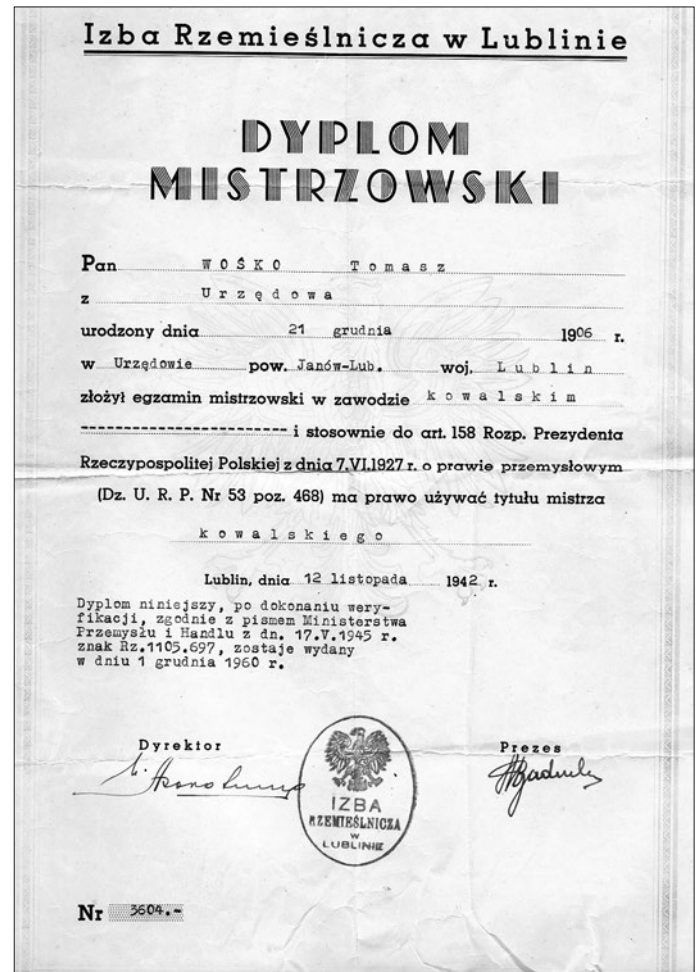 Izba Rzemieślnicza w Lublinie
DYPLOM
MISTRZOWSKI
Pan WOŚKO Tomasz
z Urzędowa
urodzony dnia 21 grudnia 1906 r.
w Urzędowie pow. Janów-Lub. woj. Lublin
złożył egzamin mistrzowski w zawodzie kowalskim
------------------------ i stosownie do art. 158 Rozp. Prezydenta
Rzeczypospolitej Polskiej z dnia 7.VI.1927 r. o prawie przemysłowym
(Dz. U. R. P. Nr 53 poz. 468) ma prawo używać tytułu mistrza
kowalskiego
Lublin, dnia 12 listopada 1942 r.
Dyplom niniejszy, po dokonaniu wery-
fikacji, zgodnie z pismem Ministerstwa
Przemysłu i Handlu z dn. 17.V.1945 r.
znak Rz.1105.697, zostaje wydany
w dniu 1 grudnia 1960 r.
Dyrektor Prezes
IZBA
RZEMIEŚLNICZA
w
LUBLINIE
Nr 3604.-